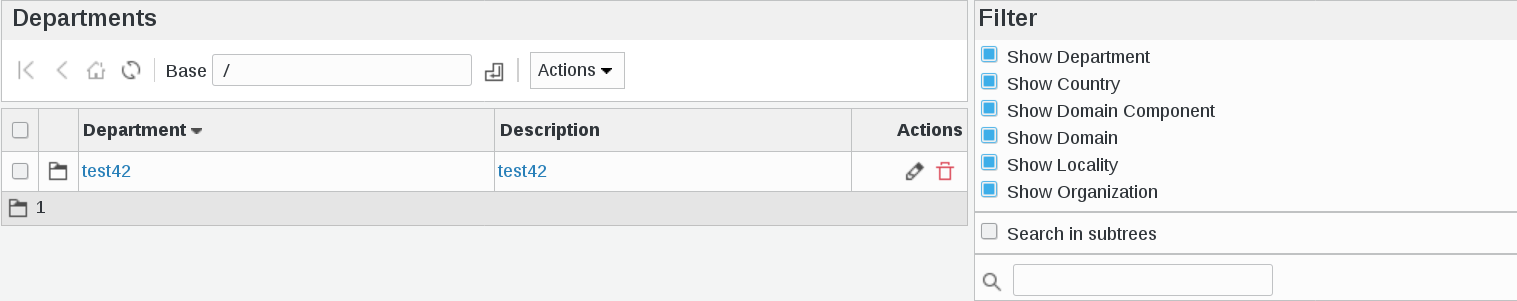 Departments
Base / Actions
Department Description Actions
test42 test42
1
Filter
Show Department
Show Country
Show Domain Component
Show Domain
Show Locality
Show Organization
Search in subtrees